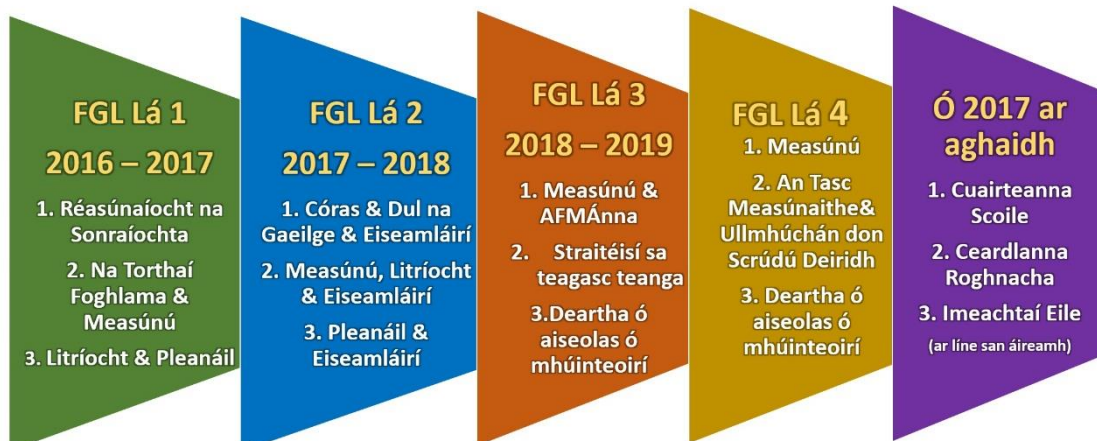 FGL Lá 1
2016 – 2017
1. Réasúnaíocht na
Sonraíochta
2. Na Torthaí
Foghlama &
Measúnú
3. Litríocht & Pleanáil
FGL Lá 2
2017 – 2018
1. Córas & Dul na
Gaeilge & Eiseamláirí
2. Measúnú, Litríocht
& Eiseamláirí
3. Pleanáil &
Eiseamláirí
FGL Lá 3
2018 – 2019
1. Measúnú &
AFMÁnna
2. Straitéisí sa
teagasc teanga
3.Deartha ó
aiseolas ó
mhúinteoirí
FGL Lá 4
1. Measúnú
2. An Tasc
Measúnaithe&
Ullmhúchán don
Scrúdú Deiridh
3. Deartha ó
aiseolas ó
mhúinteoirí
Ó 2017 ar
aghaidh
1. Cuairteanna
Scoile
2. Ceardlanna
Roghnacha
3. Imeachtaí Eile
(ar líne san áireamh)